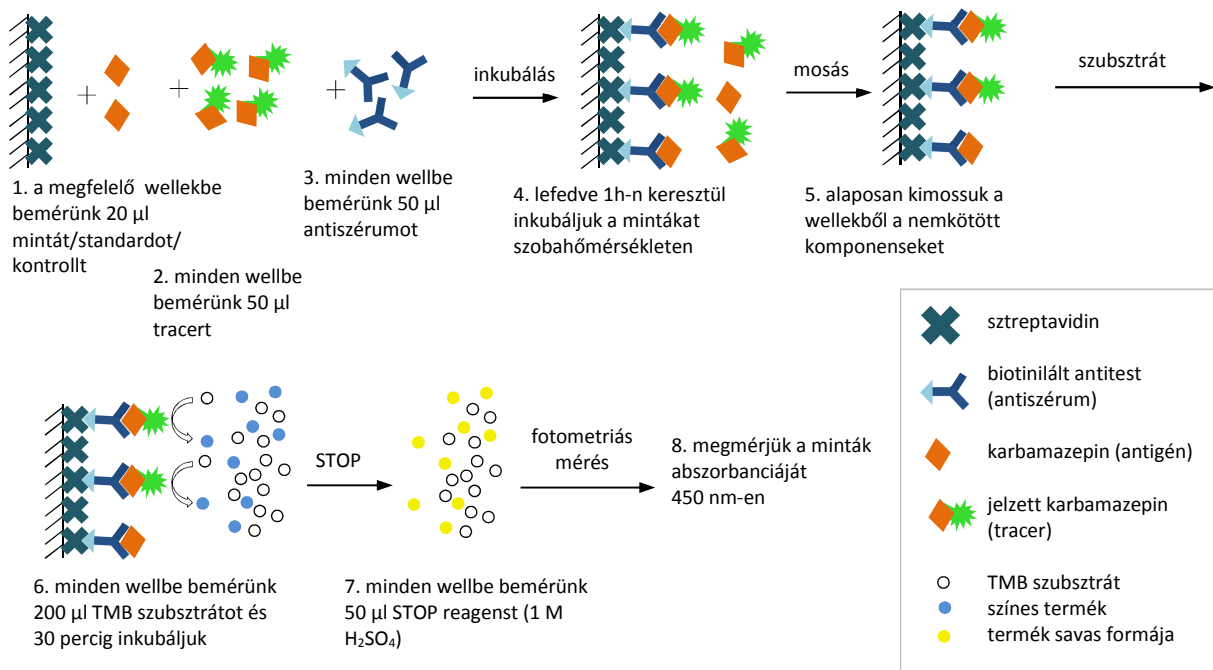 +
+
+
inkubálás
mosás
szubsztrát
1. a megfelelő wellekbe
bemérünk 20 µl
mintát/standardot/
kontrollt
2. minden wellbe
bemérünk 50 µl
tracert
3. minden wellbe
bemérünk 50 µl
antiszérumot
4. lefedve 1h-n keresztül
inkubáljuk a mintákat
szobahőmérsékleten
5. alaposan kimossuk a
wellekből a nemkötött
komponenseket
STOP
fotometriás
mérés
6. minden wellbe bemérünk
200 µl TMB szubsztrátot és
30 percig inkubáljuk
7. minden wellbe bemérünk
50 µl STOP reagenst (1 M
H₂SO₄)
8. megmérjük a minták
abszorbanciáját
450 nm-en
sztreptavidin
biotinilált antitest
(antiszérum)
karbamazepin (antigén)
jelzett karbamazepin
(tracer)
TMB szubsztrát
színes termék
termék savas formája